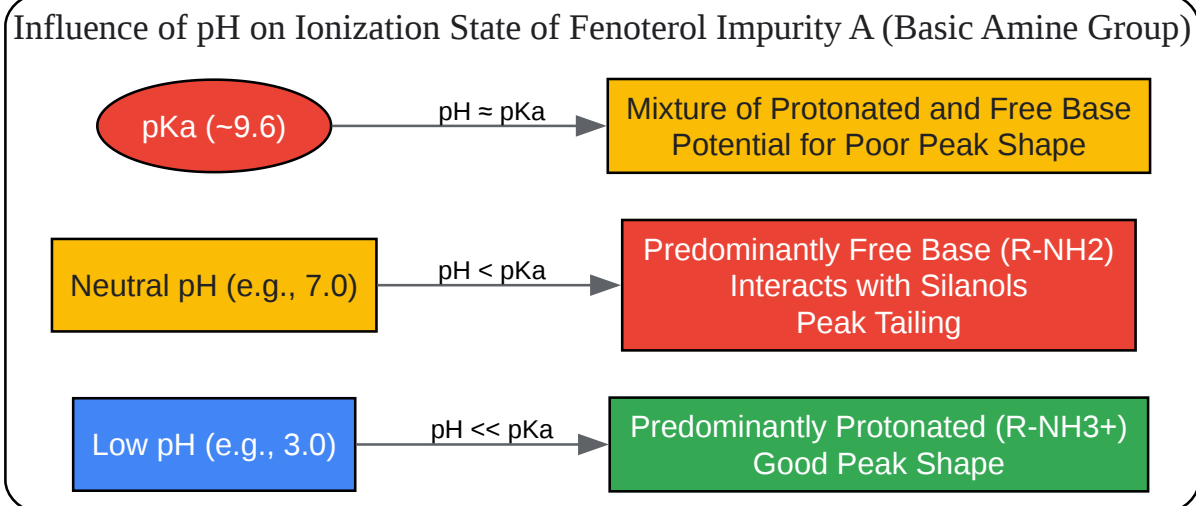 Influence of pH on Ionization State of Fenoterol Impurity A (Basic Amine Group)
pKa (~9.6)
pH ≈ pKa
Mixture of Protonated and Free Base
Potential for Poor Peak Shape
Neutral pH (e.g., 7.0)
pH < pKa
Predominantly Free Base (R-NH2)
Interacts with Silanols
Peak Tailing
Low pH (e.g., 3.0)
pH << pKa
Predominantly Protonated (R-NH3+)
Good Peak Shape